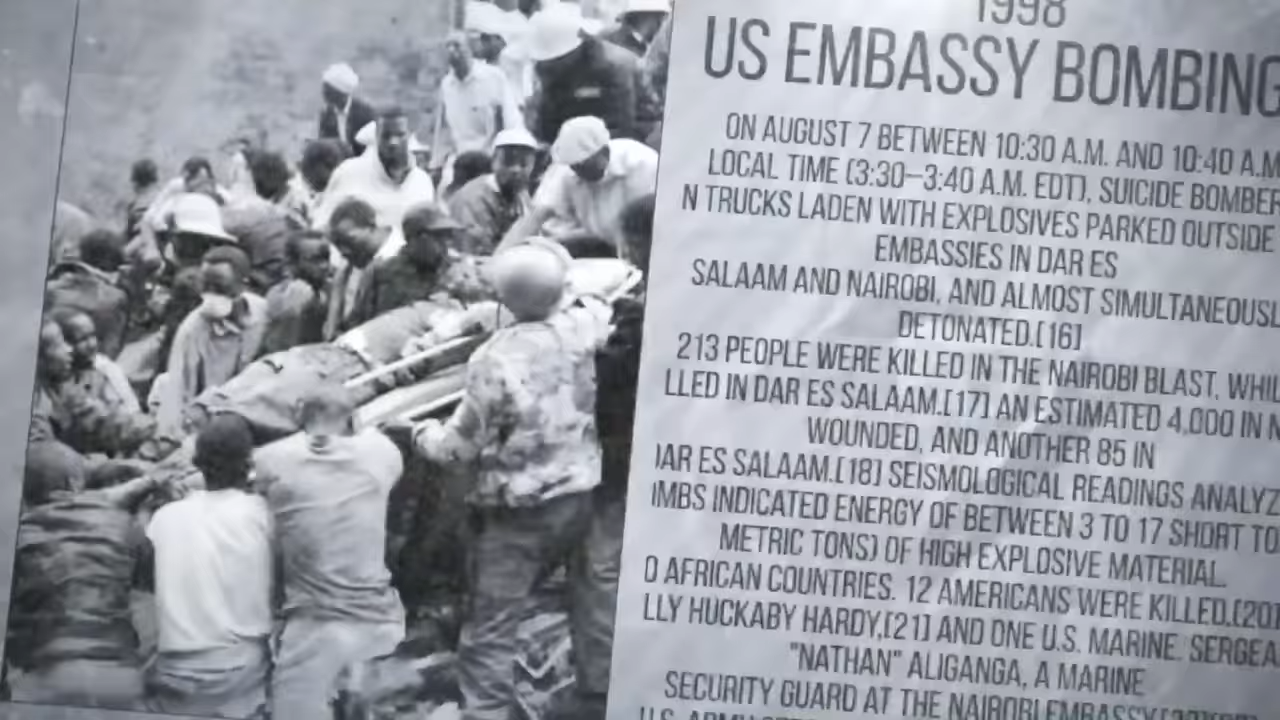 1998
US EMBASSY BOMBING
ON AUGUST 7 BETWEEN 10:30 A.M. AND 10:40 A.M
LOCAL TIME (3:30–3:40 A.M. EDT), SUICIDE BOMBER
N TRUCKS LADEN WITH EXPLOSIVES PARKED OUTSIDE
EMBASSIES IN DAR ES
SALAAM AND NAIROBI, AND ALMOST SIMULTANEOUSL
DETONATED.[16]
213 PEOPLE WERE KILLED IN THE NAIROBI BLAST, WHIL
LLED IN DAR ES SALAAM.[17] AN ESTIMATED 4,000 IN N
WOUNDED, AND ANOTHER 85 IN
DAR ES SALAAM.[18] SEISMOLOGICAL READINGS ANALYZ
MBS INDICATED ENERGY OF BETWEEN 3 TO 17 SHORT TO
METRIC TONS) OF HIGH EXPLOSIVE MATERIAL.
O AFRICAN COUNTRIES. 12 AMERICANS WERE KILLED,[20]
LLY HUCKABY HARDY,[21] AND ONE U.S. MARINE, SERGEA
"NATHAN" ALIGANGA, A MARINE
SECURITY GUARD AT THE NAIROBI EMBASSY
U.S. ARMY